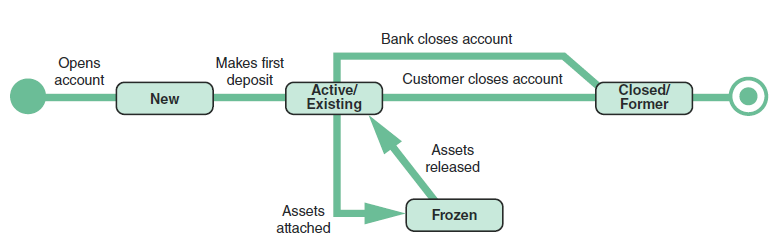 Bank closes account
Opens
account
Makes first
deposit
Customer closes account
New
Active/
Existing
Closed/
Former
Assets
released
Assets
attached
Frozen